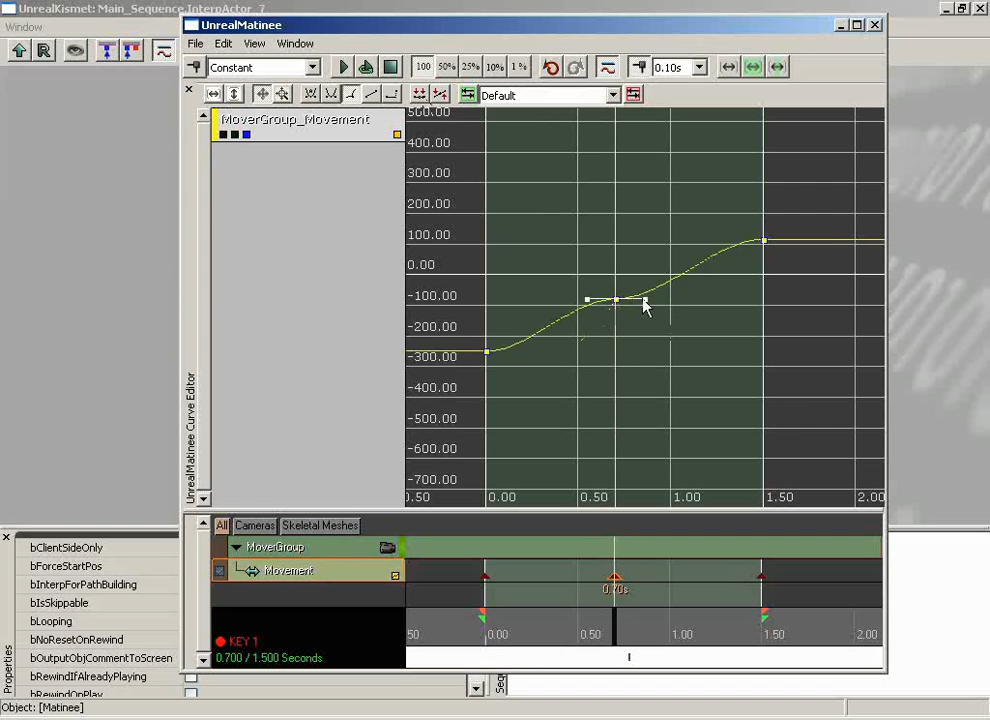 UnrealKismet: Main_Sequence.InterpActor_7
Window
UnrealMatinee
File Edit View Window
Constant
100 50% 25% 10% 1%
0.10s
Default
MoverGroup_Movement
500.00
400.00
300.00
200.00
100.00
0.00
-100.00
-200.00
-300.00
-400.00
-500.00
-600.00
-700.00
0.50 0.00 0.50 1.00 1.50 2.00
UnrealMatinee Curve Editor
All Cameras Skeletal Meshes
MoverGroup
Movement
0.70s
50 0.00 0.50 1.00 1.50 2.00
KEY 1
0.700 / 1.500 Seconds
bClientSideOnly
bForceStartPos
bInterpForPathBuilding
bIsSkippable
bLooping
bNoResetOnRewind
bOutputObjCommentToScreen
bRewindIfAlreadyPlaying
bRewindOnPlay
Properties
Seq
Object: [Matinee]